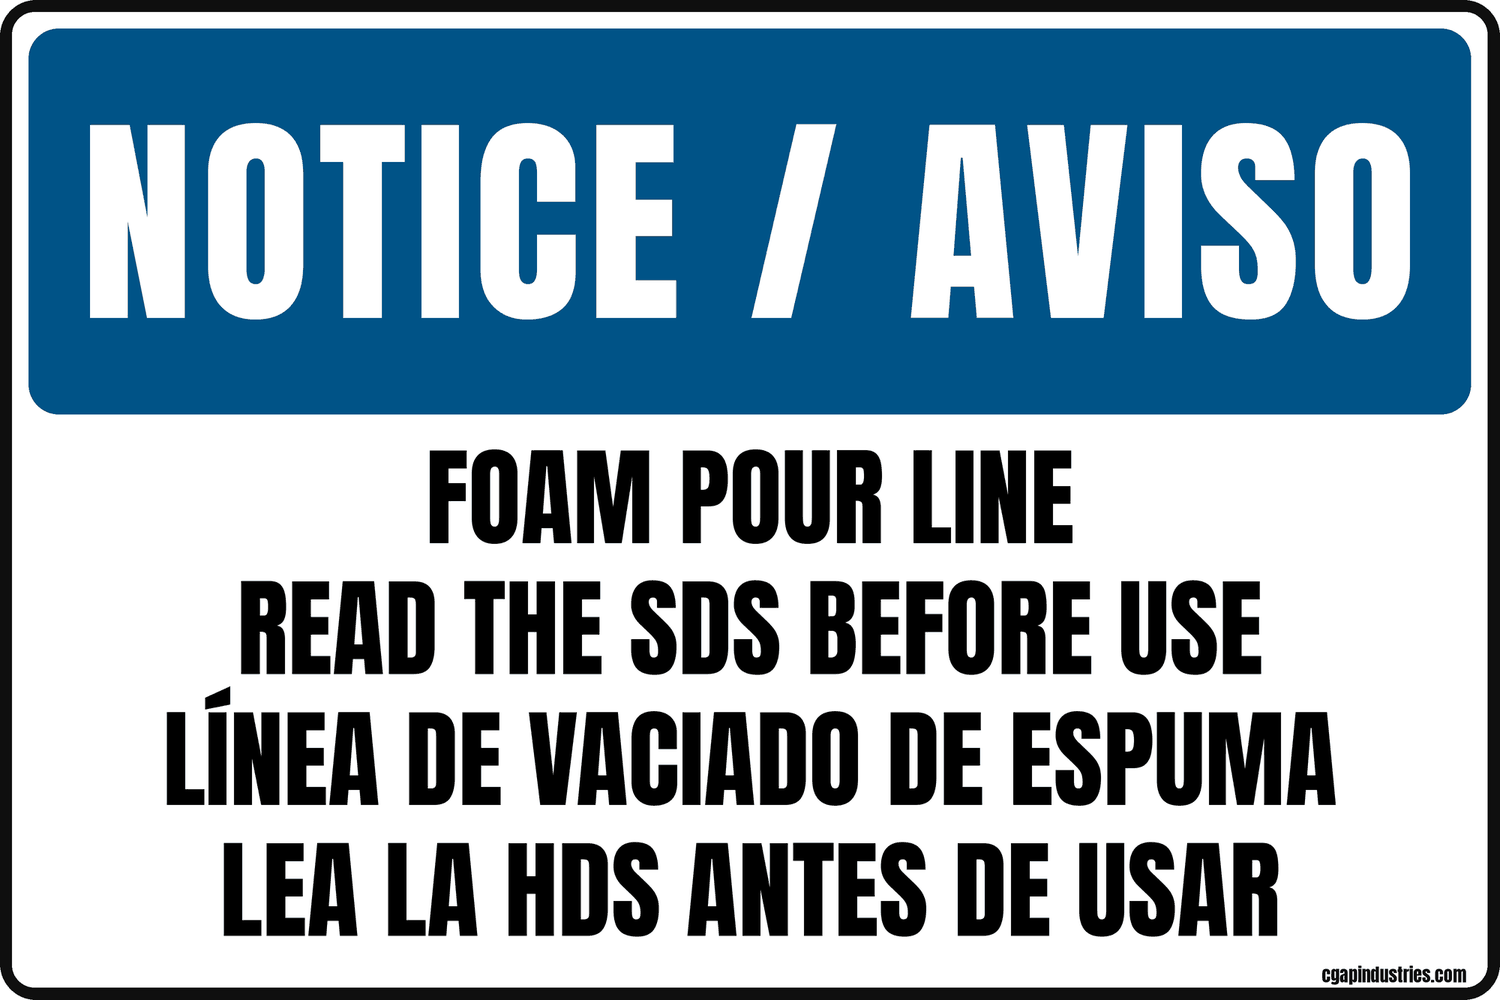 NOTICE / AVISO
FOAM POUR LINE
READ THE SDS BEFORE USE
LÍNEA DE VACIADO DE ESPUMA
LEA LA HDS ANTES DE USAR
cgapindustries.com